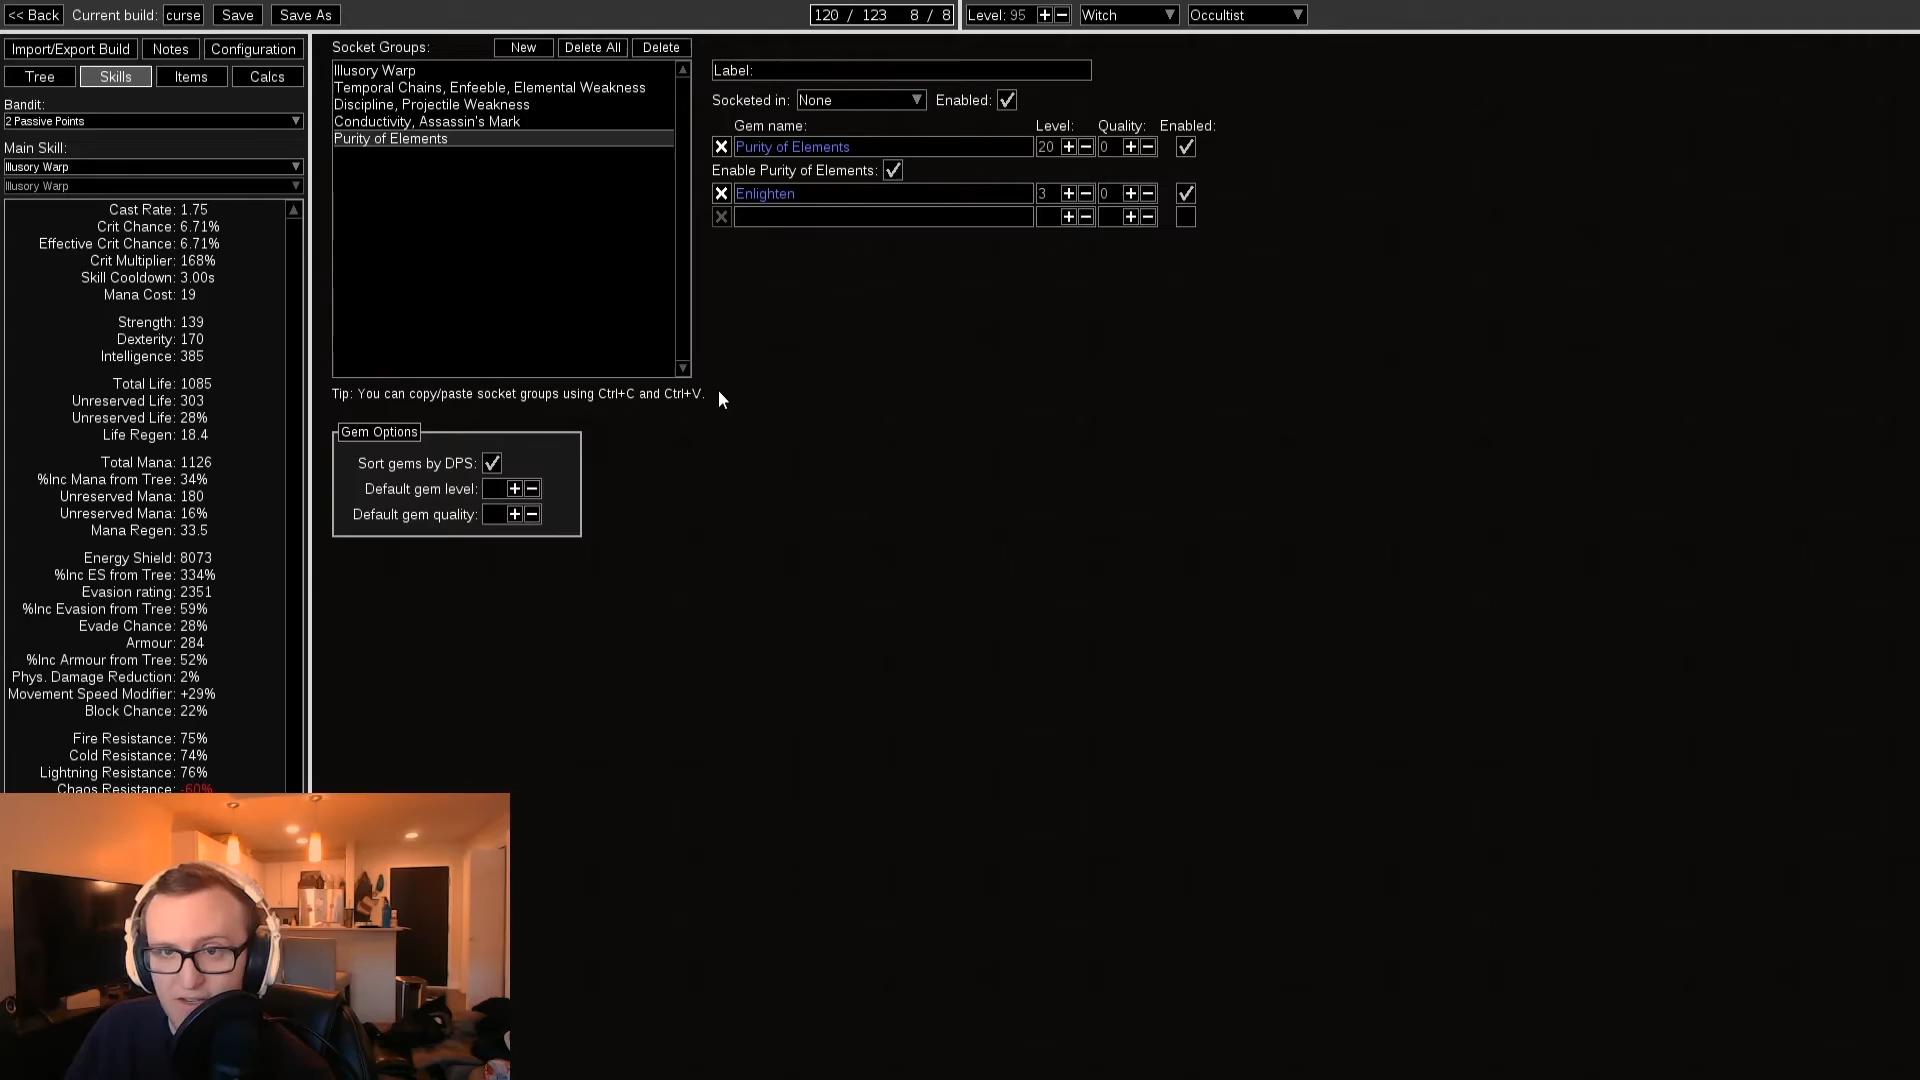 << Back Current build: curse Save Save As 120 / 123 8 / 8 Level: 95 Witch Occultist
Import/Export Build Notes Configuration
Tree Skills Items Calcs
Bandit:
2 Passive Points
Main Skill:
Illusory Warp
Illusory Warp
Cast Rate: 1.75
Crit Chance: 6.71%
Effective Crit Chance: 6.71%
Crit Multiplier: 168%
Skill Cooldown: 3.00s
Mana Cost: 19
Strength: 139
Dexterity: 170
Intelligence: 385
Total Life: 1085
Unreserved Life: 303
Unreserved Life: 28%
Life Regen: 18.4
Total Mana: 1126
%Inc Mana from Tree: 34%
Unreserved Mana: 180
Unreserved Mana: 16%
Mana Regen: 33.5
Energy Shield: 8073
%Inc ES from Tree: 334%
Evasion rating: 2351
%Inc Evasion from Tree: 59%
Evade Chance: 28%
Armour: 284
%Inc Armour from Tree: 52%
Phys. Damage Reduction: 2%
Movement Speed Modifier: +29%
Block Chance: 22%
Fire Resistance: 75%
Cold Resistance: 74%
Lightning Resistance: 76%
Chaos Resistance: -60%
Socket Groups: New Delete All Delete
Illusory Warp
Temporal Chains, Enfeeble, Elemental Weakness
Discipline, Projectile Weakness
Conductivity, Assassin's Mark
Purity of Elements
Tip: You can copy/paste socket groups using Ctrl+C and Ctrl+V.
Gem Options
Sort gems by DPS:
Default gem level:
Default gem quality:
Label:
Socketed in: None Enabled:
Gem name: Level: Quality: Enabled:
Purity of Elements 20 0
Enable Purity of Elements:
Enlighten 3 0